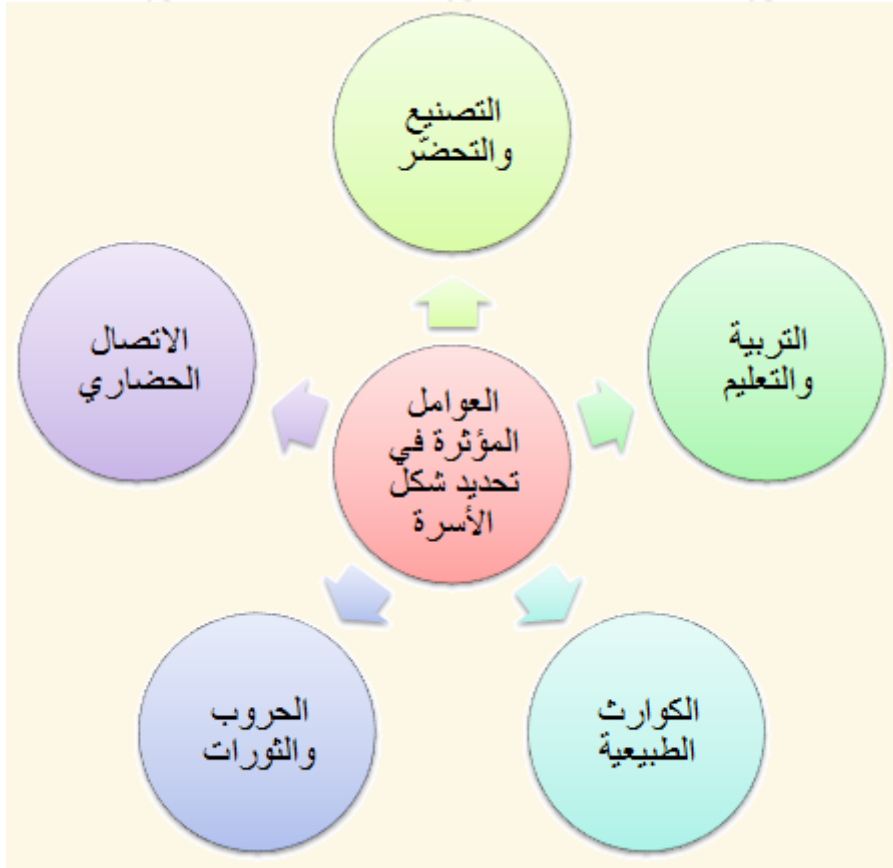 التصنيع
والتحضّر
التربية
والتعليم
الاتصال
الحضاري
العوامل
المؤثرة في
تحديد شكل
الأسرة
الكوارث
الطبيعية
الحروب
والثورات